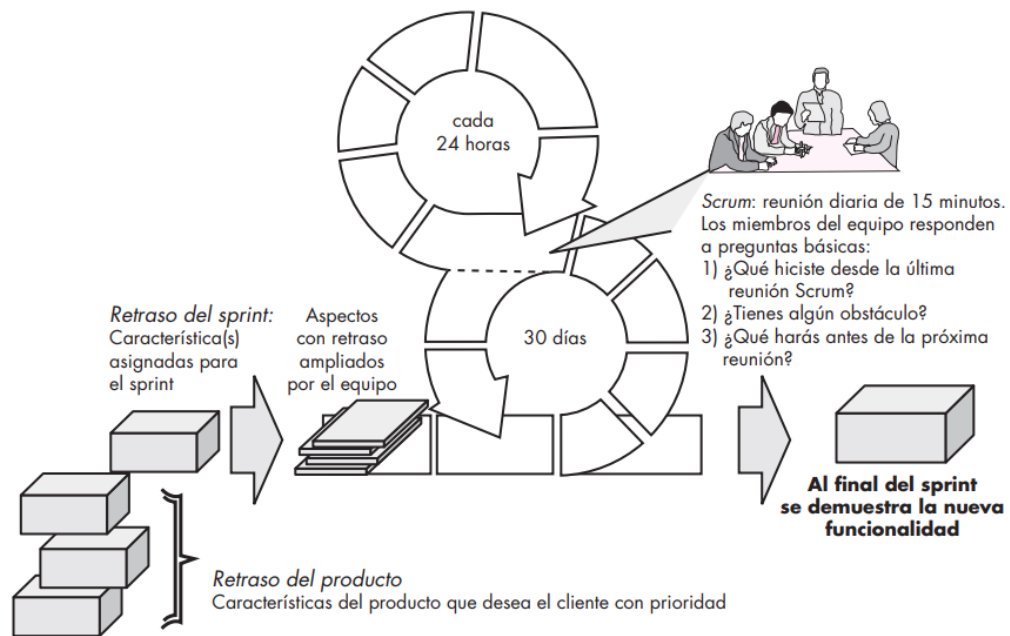 cada
24 horas
Scrum: reunión diaria de 15 minutos.
Los miembros del equipo responden
a preguntas básicas:
1) ¿Qué hiciste desde la última
reunión Scrum?
2) ¿Tienes algún obstáculo?
3) ¿Qué harás antes de la próxima
reunión?
Retraso del sprint:
Característica(s)
asignadas para
el sprint
Aspectos
con retraso
ampliados
por el equipo
30 días
Al final del sprint
se demuestra la nueva
funcionalidad
Retraso del producto
Características del producto que desea el cliente con prioridad